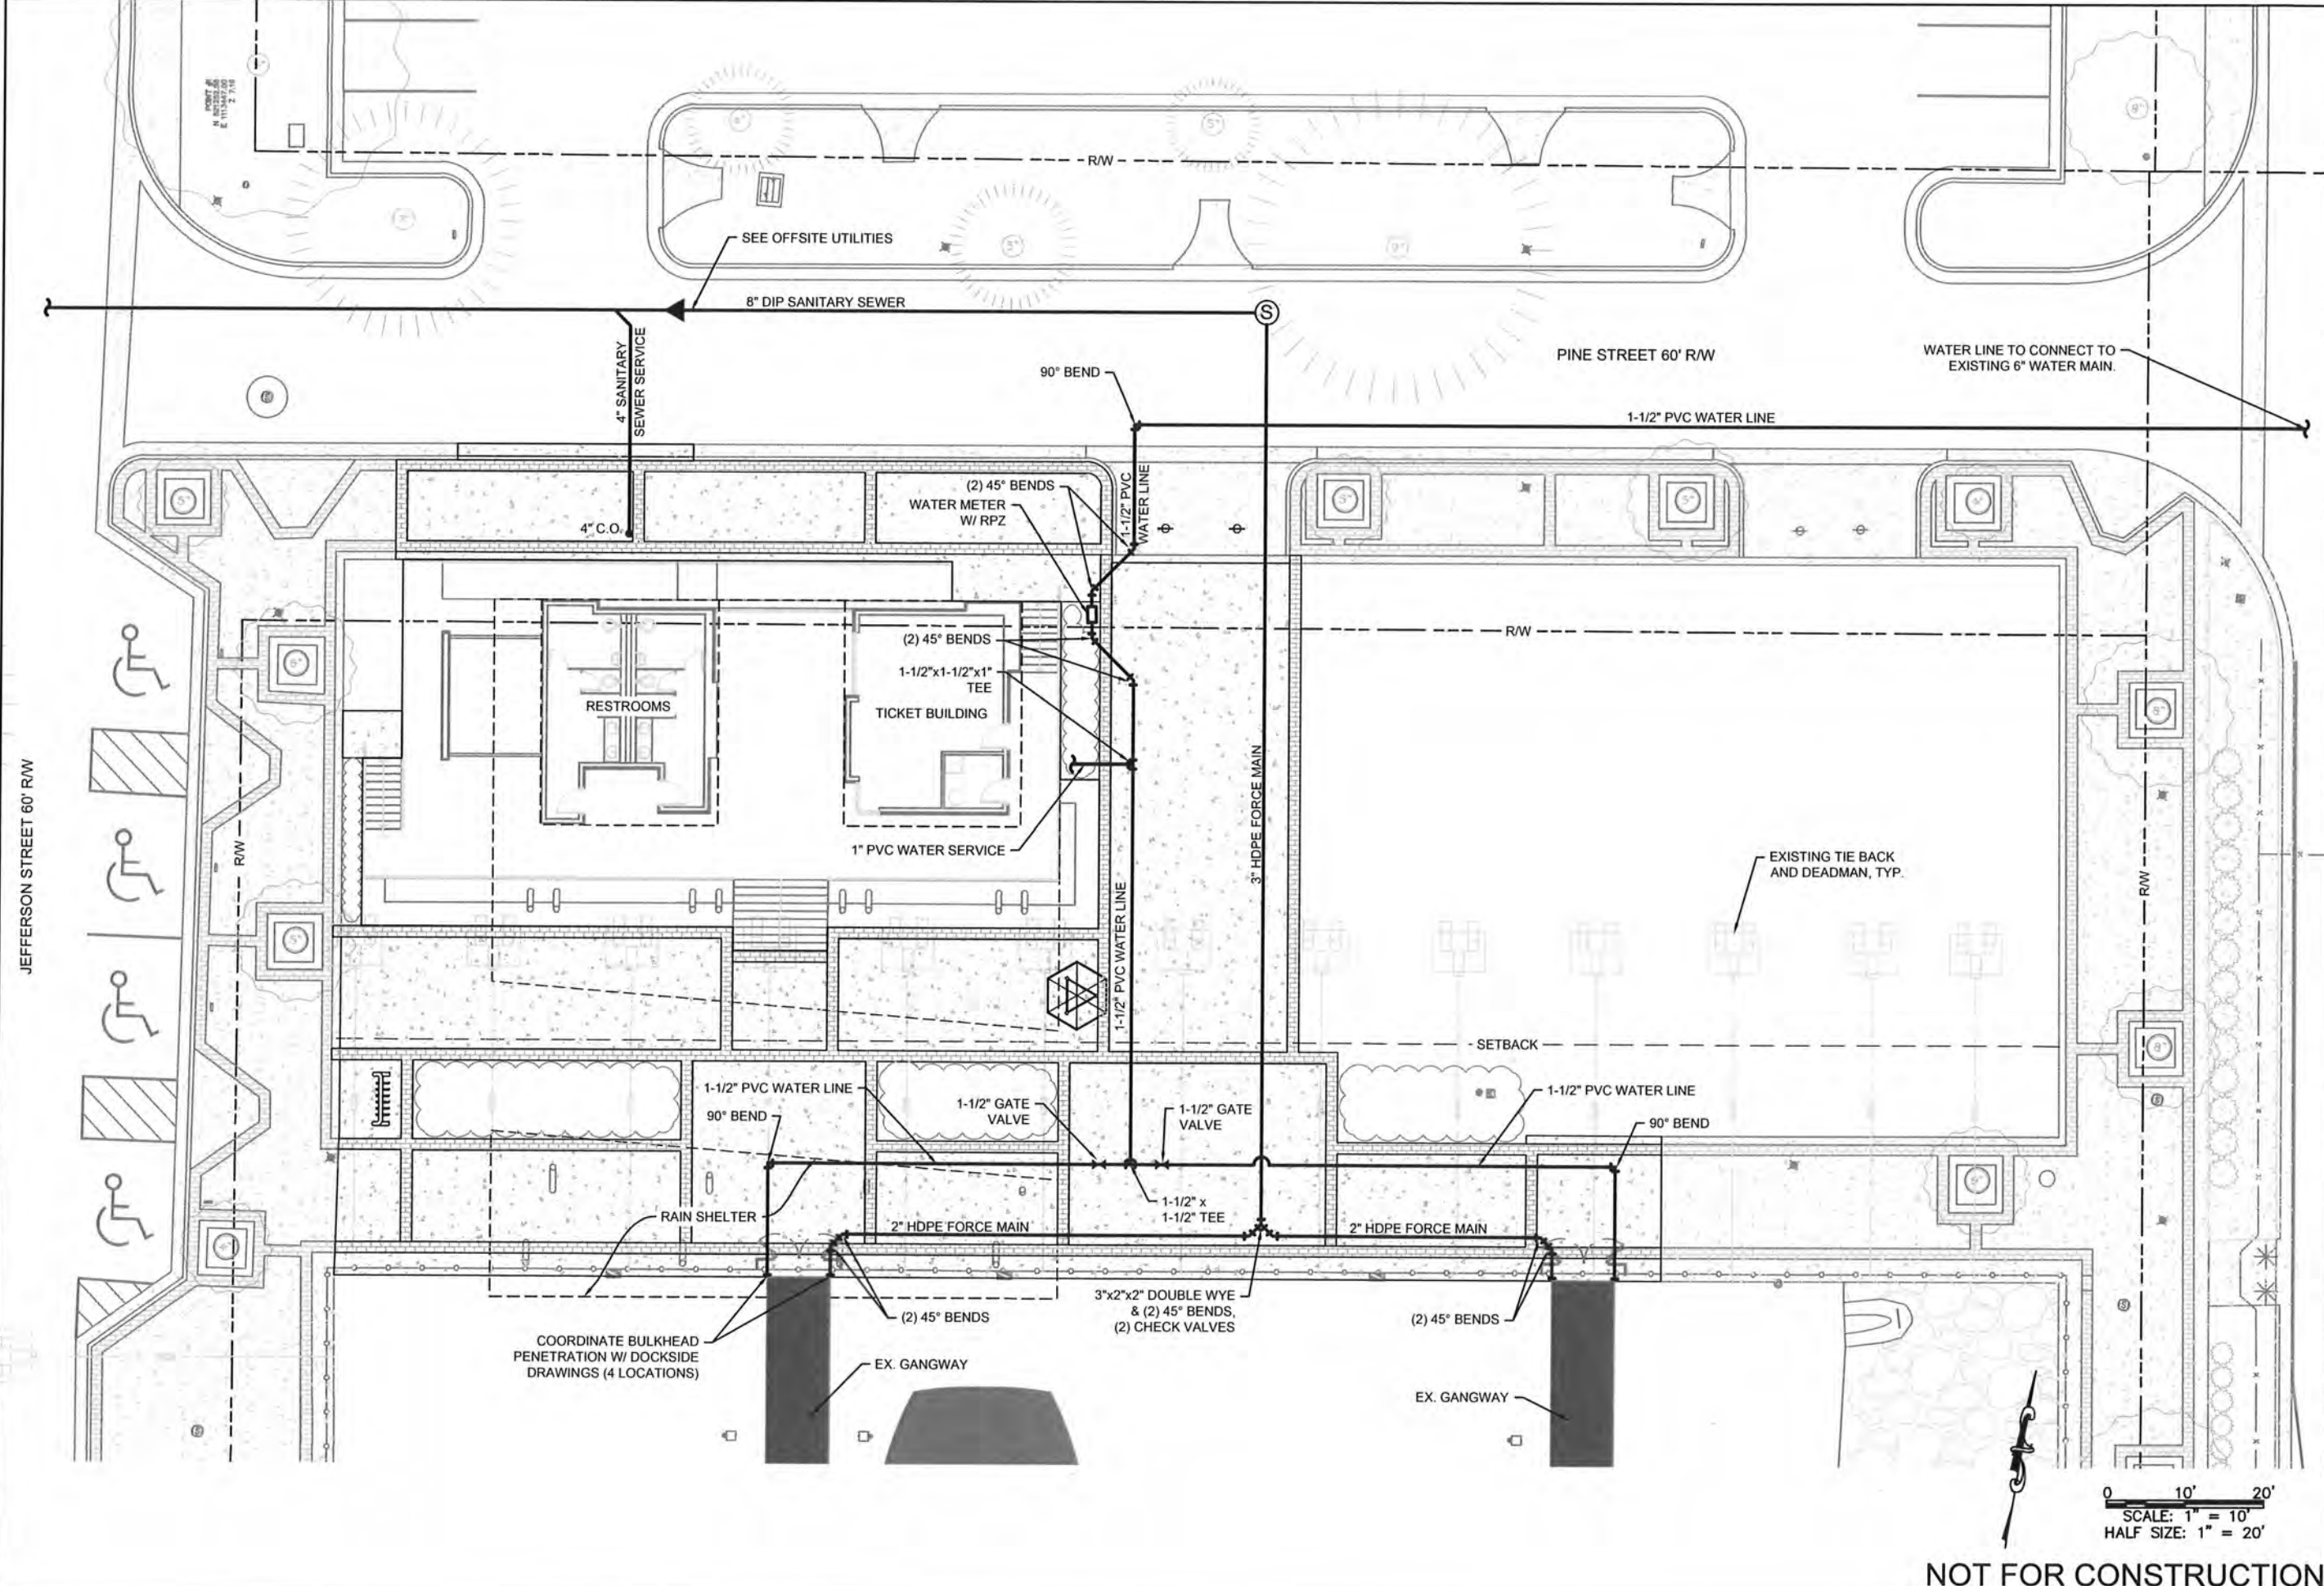 POINT #
R/W
SEE OFFSITE UTILITIES
8" DIP SANITARY SEWER
S
4" SANITARY
SEWER SERVICE
PINE STREET 60' R/W
WATER LINE TO CONNECT TO
EXISTING 6" WATER MAIN.
90° BEND
1-1/2" PVC WATER LINE
(2) 45° BENDS
WATER METER
W/ RPZ
1-1/2" PVC
WATER LINE
4" C.O.
5"
5"
5"
R/W
(2) 45° BENDS
1-1/2"x1-1/2"x1"
TEE
RESTROOMS
TICKET BUILDING
6"
8"
JEFFERSON STREET 60' R/W
R/W
3" HDPE FORCE MAIN
1" PVC WATER SERVICE
EXISTING TIE BACK
AND DEADMAN, TYP.
R/W
1-1/2" PVC WATER LINE
5"
8"
SETBACK
1-1/2" PVC WATER LINE
90° BEND
1-1/2" GATE
VALVE
1-1/2" GATE
VALVE
1-1/2" PVC WATER LINE
90° BEND
1-1/2" x
1-1/2" TEE
RAIN SHELTER
2" HDPE FORCE MAIN
2" HDPE FORCE MAIN
3"x2"x2" DOUBLE WYE
& (2) 45° BENDS,
(2) CHECK VALVES
(2) 45° BENDS
(2) 45° BENDS
COORDINATE BULKHEAD
PENETRATION W/ DOCKSIDE
DRAWINGS (4 LOCATIONS)
EX. GANGWAY
EX. GANGWAY
0 10' 20'
SCALE: 1" = 10'
HALF SIZE: 1" = 20'
NOT FOR CONSTRUCTION